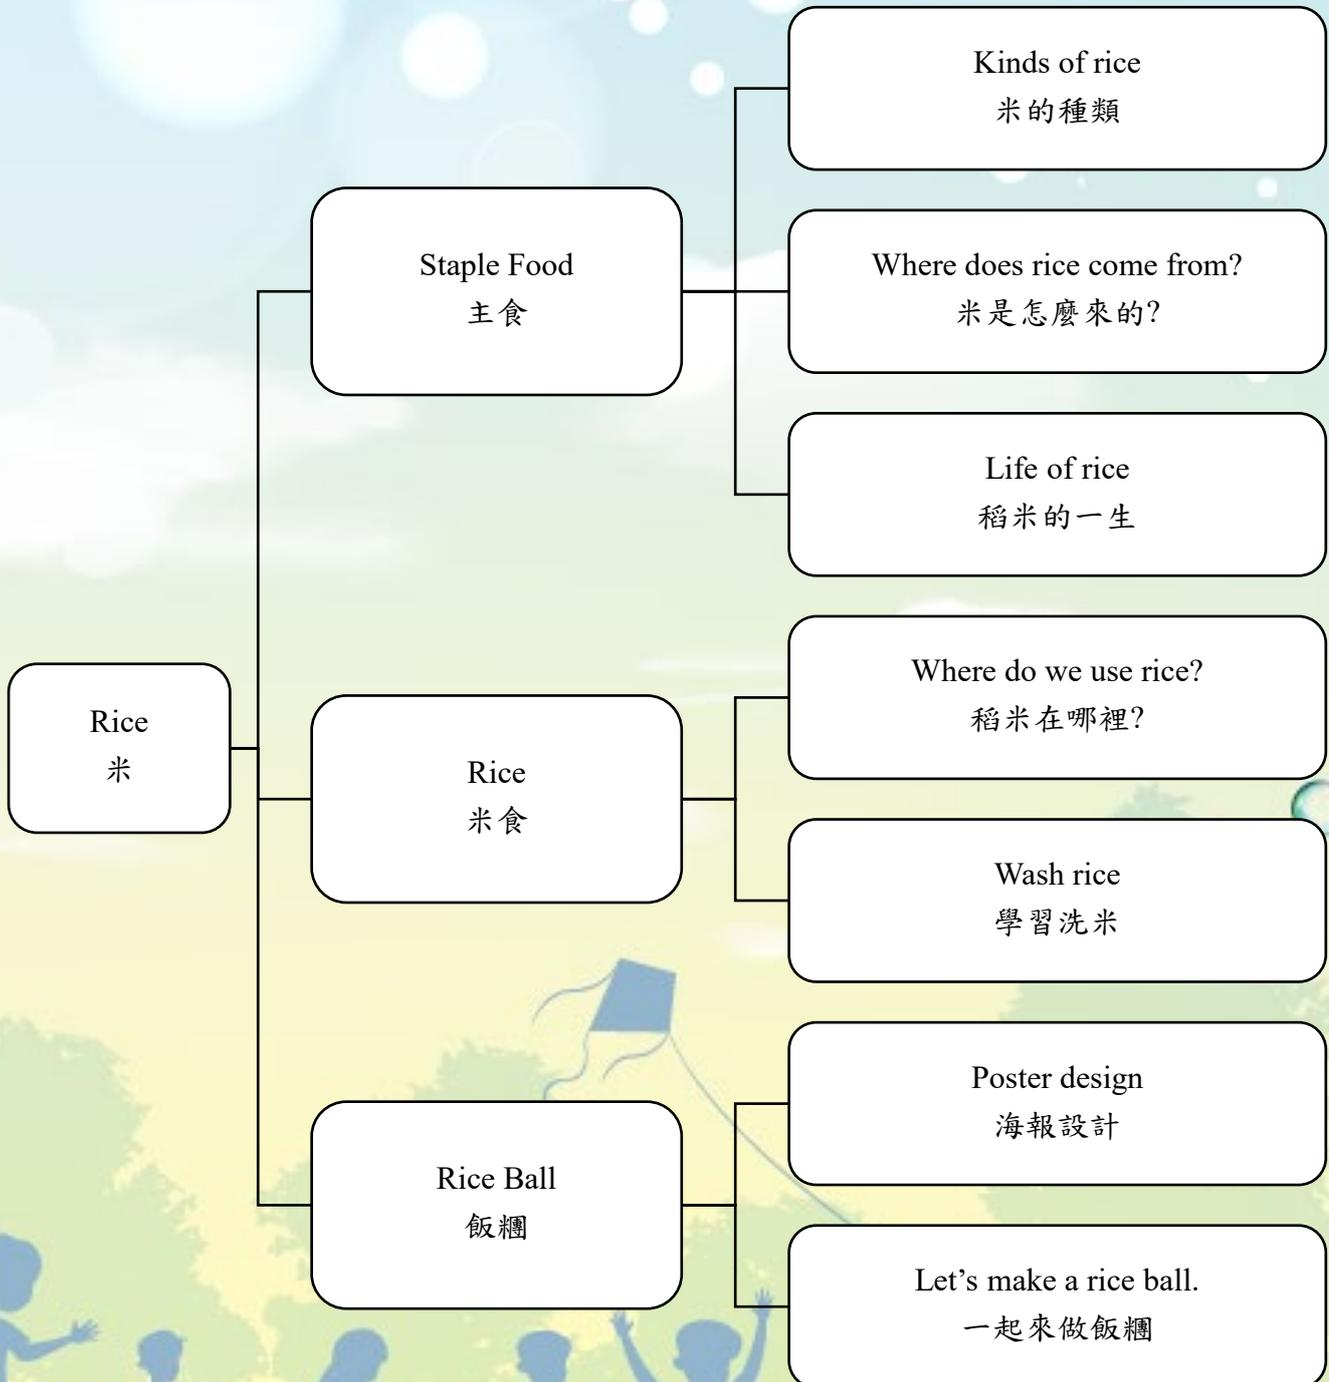 Rice
米
Staple Food
主食
Kinds of rice
米的種類
Where does rice come from?
米是怎麼來的?
Life of rice
稻米的一生
Rice
米食
Where do we use rice?
稻米在哪裡?
Wash rice
學習洗米
Rice Ball
飯糰
Poster design
海報設計
Let’s make a rice ball.
一起來做飯糰